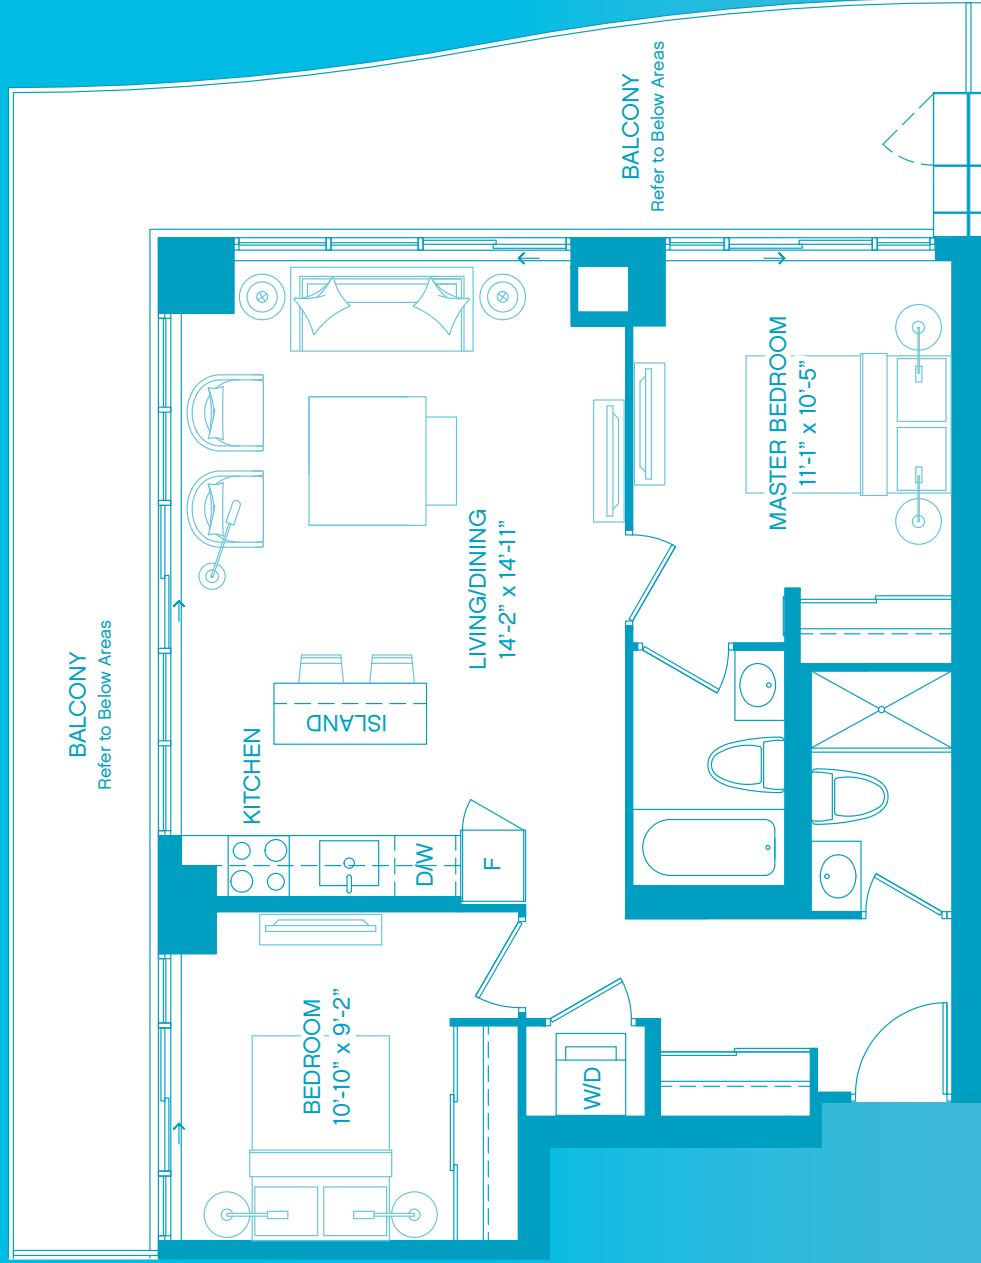 BALCONY
Refer to Below Areas
BALCONY
Refer to Below Areas
MASTER BEDROOM
11'-1" x 10'-5"
LIVING/DINING
14'-2" x 14'-11"
ISLAND
KITCHEN
D/W
F
BEDROOM
10'-10" x 9'-2"
W/D